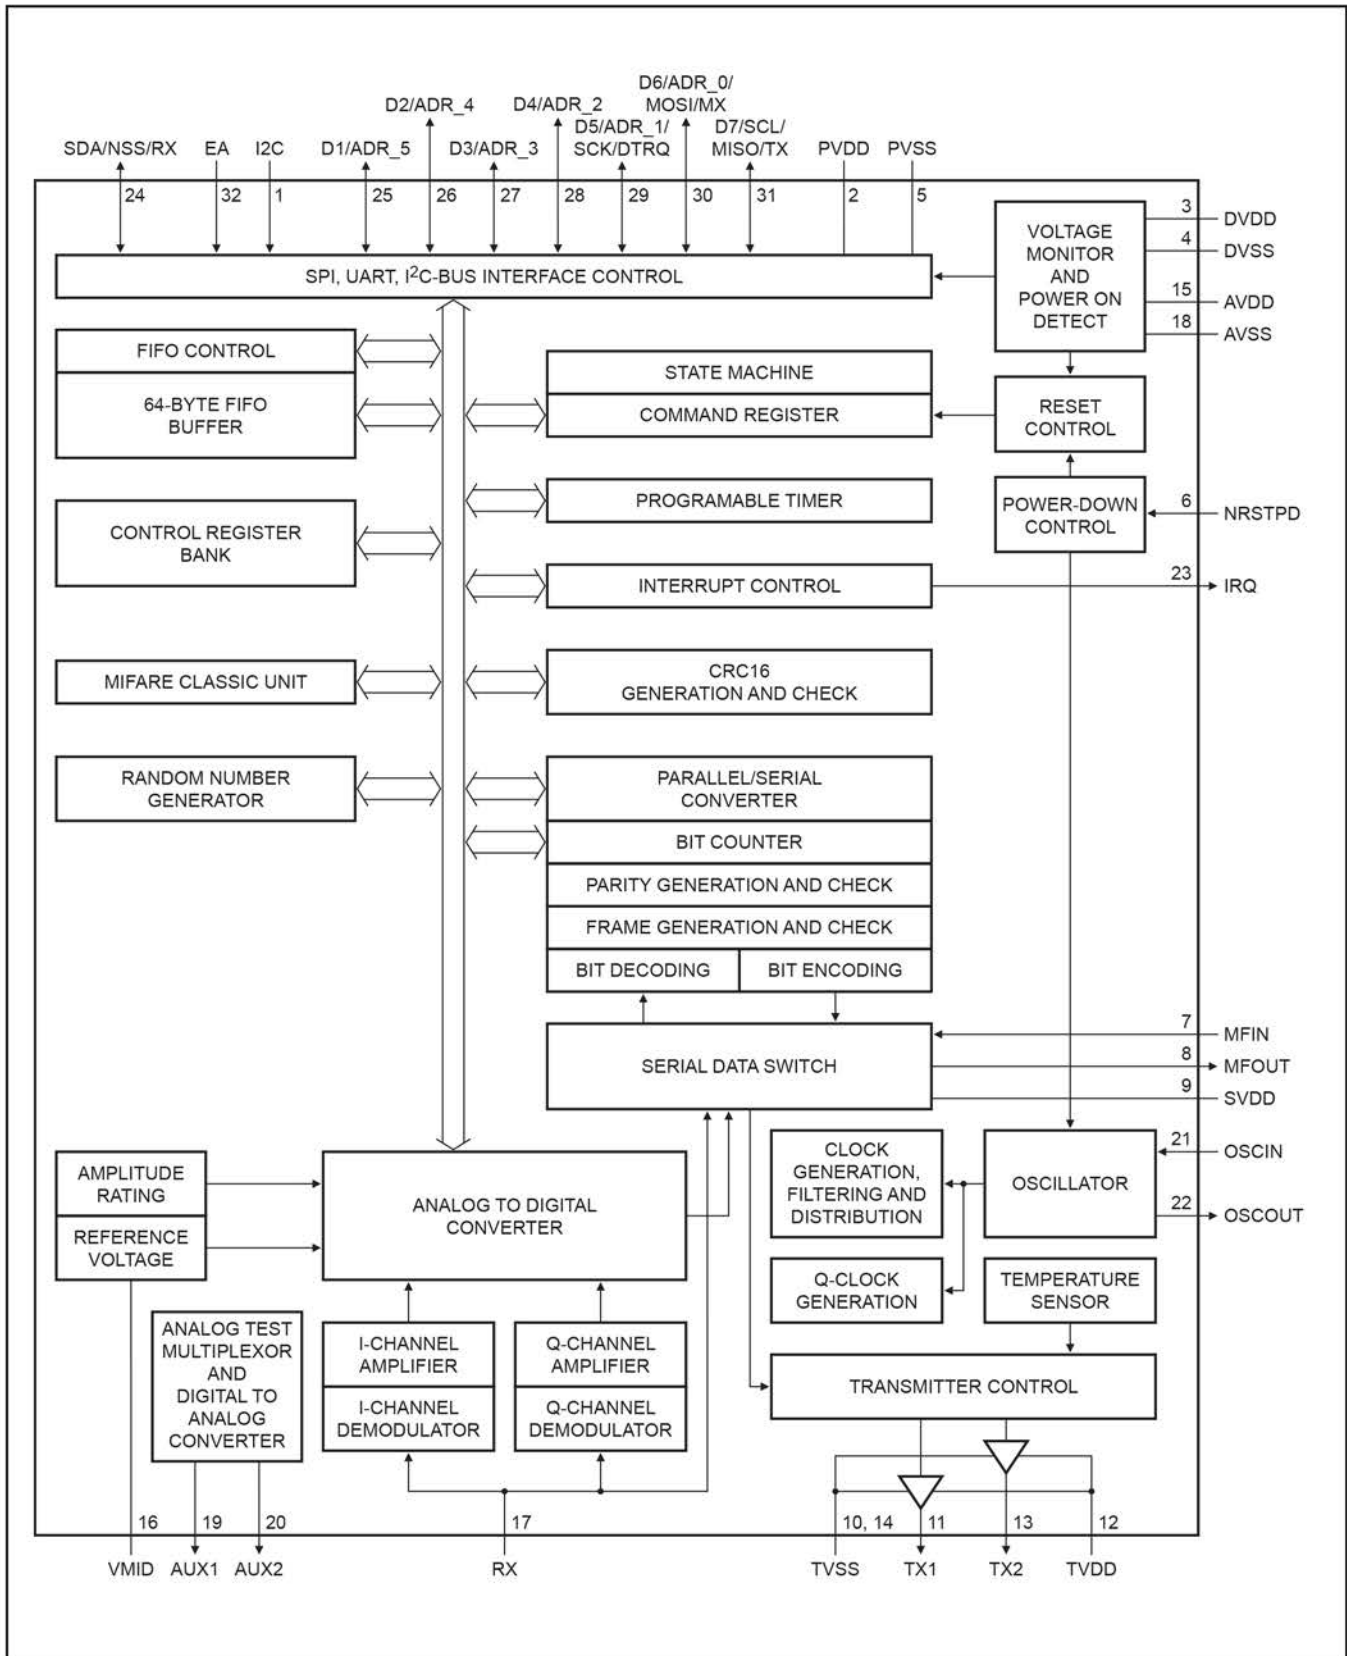 D6/ADR_0/
D2/ADR_4 D4/ADR_2 MOSI/MX
D5/ADR_1/ D7/SCL/
SDA/NSS/RX EA I2C D1/ADR_5 D3/ADR_3 SCK/DTRQ MISO/TX PVDD PVSS
24 32 1 25 26 27 28 29 30 31 2 5
VOLTAGE
MONITOR
AND
POWER ON
DETECT
3 DVDD
4 DVSS
15 AVDD
18 AVSS
SPI, UART, I²C-BUS INTERFACE CONTROL
FIFO CONTROL
64-BYTE FIFO
BUFFER
STATE MACHINE
COMMAND REGISTER
RESET
CONTROL
CONTROL REGISTER
BANK
PROGRAMABLE TIMER
POWER-DOWN
CONTROL
6 NRSTPD
INTERRUPT CONTROL
23 IRQ
MIFARE CLASSIC UNIT
CRC16
GENERATION AND CHECK
RANDOM NUMBER
GENERATOR
PARALLEL/SERIAL
CONVERTER
BIT COUNTER
PARITY GENERATION AND CHECK
FRAME GENERATION AND CHECK
BIT DECODING BIT ENCODING
SERIAL DATA SWITCH
7 MFIN
8 MFOUT
9 SVDD
AMPLITUDE
RATING
REFERENCE
VOLTAGE
ANALOG TO DIGITAL
CONVERTER
CLOCK
GENERATION,
FILTERING AND
DISTRIBUTION
OSCILLATOR
21 OSCIN
22 OSCOUT
Q-CLOCK
GENERATION
TEMPERATURE
SENSOR
ANALOG TEST
MULTIPLEXOR
AND
DIGITAL TO
ANALOG
CONVERTER
I-CHANNEL
AMPLIFIER
I-CHANNEL
DEMODULATOR
Q-CHANNEL
AMPLIFIER
Q-CHANNEL
DEMODULATOR
TRANSMITTER CONTROL
16 19 20 17 10, 14 11 13 12
VMID AUX1 AUX2 RX TVSS TX1 TX2 TVDD